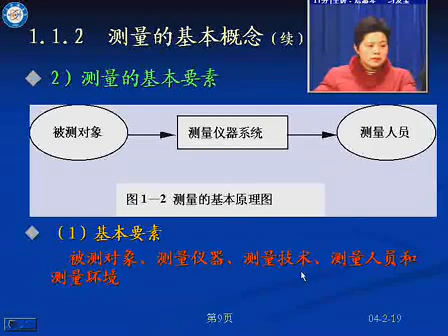 1.1.2 测量的基本概念(续)
2)测量的基本要素
被测对象
测量仪器系统
测量人员
图1—2 测量的基本原理图
(1)基本要素
被测对象、测量仪器、测量技术、测量人员和
测量环境
第9页
04-2-19